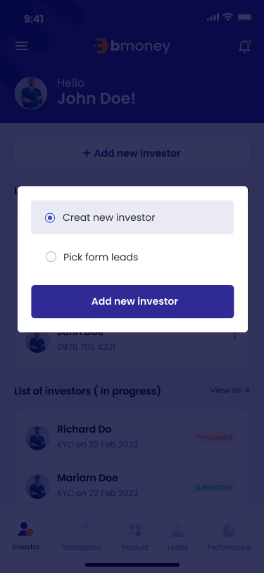 9:41
bmoney
Hello
John Doe!
+ Add new investor
Creat new investor
Pick form leads
Add new investor
John Doe
0978 765 4321
List of investors ( in progress)
View all »
Richard Do
KYC on 22 Feb 2022
Processed
Mariam Doe
KYC on 22 Feb 2022
Submitted
Investor
Transaction
Product
Leads
Perfomance